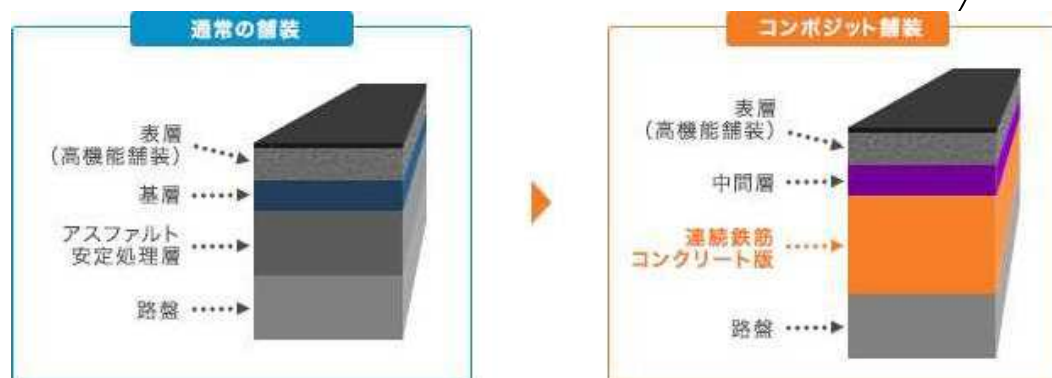 通常の舗装
表層
(高機能舗装)
基層
アスファルト
安定処理層
路盤
コンポジット舗装
表層
(高機能舗装)
中間層
連続鉄筋
コンクリート版
路盤